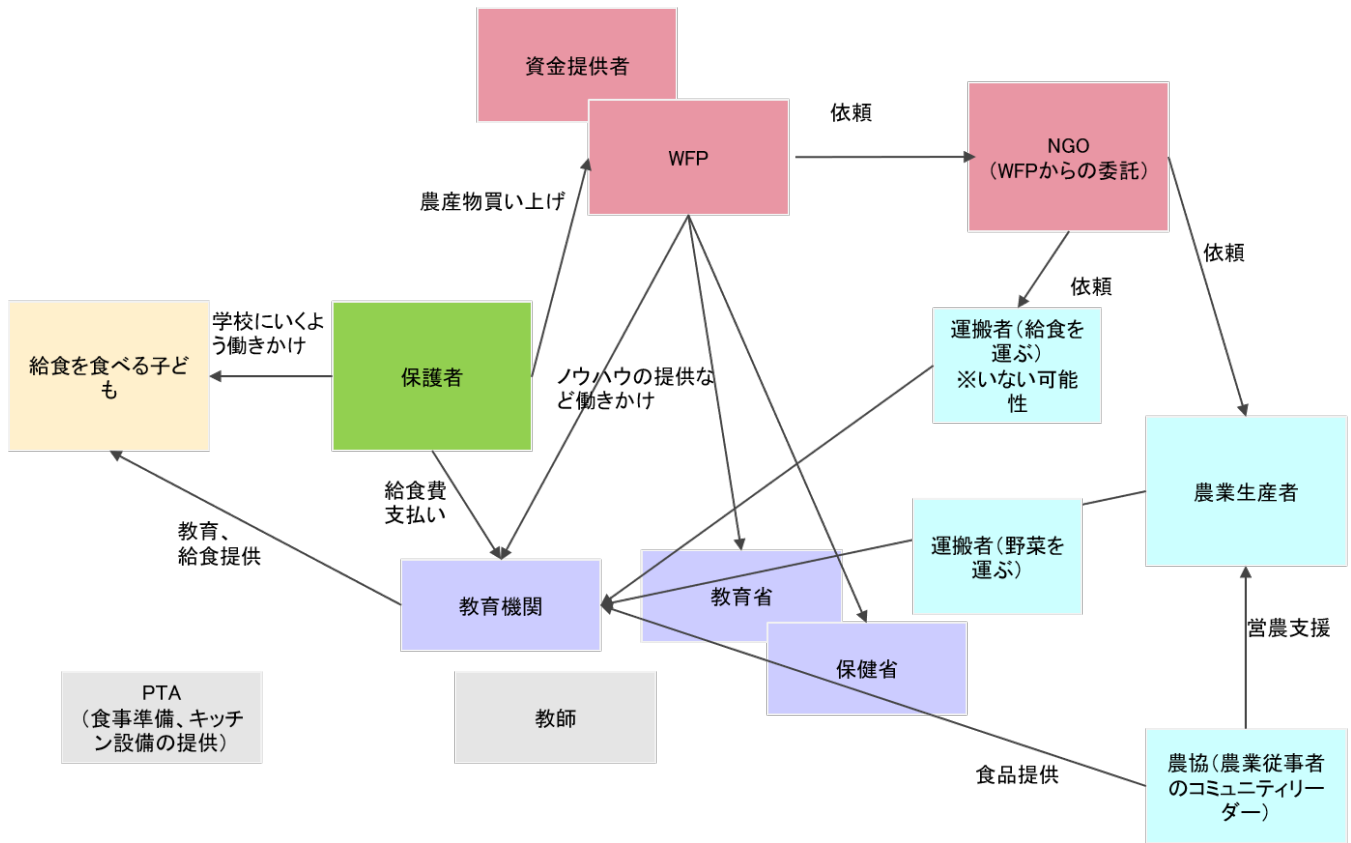 資金提供者
WFP
依頼
NGO
（WFPからの委託）
農産物買い上げ
依頼
依頼
学校にいくよ
う働きかけ
給食を食べる子ど
も
保護者
ノウハウの提供な
ど働きかけ
運搬者（給食を
運ぶ）
※いない可能
性
農業生産者
給食費
支払い
教育、
給食提供
運搬者（野菜を
運ぶ）
教育機関
教育省
保健省
営農支援
PTA
（食事準備、キッチ
ン設備の提供）
教師
食品提供
農協（農業従事者
のコミュニティリー
ダー）